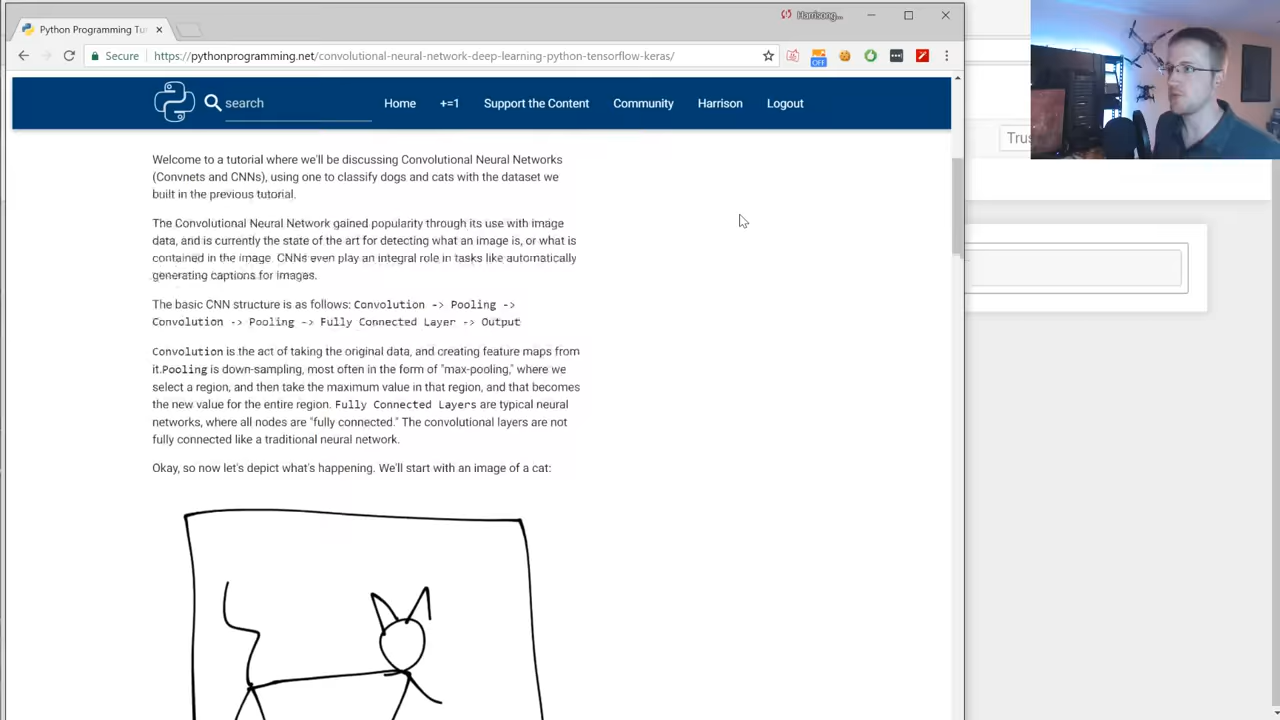 Python Programming Tu
Harrisong...
Secure
https://pythonprogramming.net/convolutional-neural-network-deep-learning-python-tensorflow-keras/
OFF
search
Home
+=1
Support the Content
Community
Harrison
Logout
Trus
Welcome to a tutorial where we'll be discussing Convolutional Neural Networks
(Convnets and CNNs), using one to classify dogs and cats with the dataset we
built in the previous tutorial.
The Convolutional Neural Network gained popularity through its use with image
data, and is currently the state of the art for detecting what an image is, or what is
contained in the image. CNNs even play an integral role in tasks like automatically
generating captions for images.
The basic CNN structure is as follows: Convolution -> Pooling ->
Convolution -> Pooling -> Fully Connected Layer -> Output
Convolution is the act of taking the original data, and creating feature maps from
it.Pooling is down-sampling, most often in the form of "max-pooling," where we
select a region, and then take the maximum value in that region, and that becomes
the new value for the entire region. Fully Connected Layers are typical neural
networks, where all nodes are "fully connected." The convolutional layers are not
fully connected like a traditional neural network.
Okay, so now let's depict what's happening. We'll start with an image of a cat: